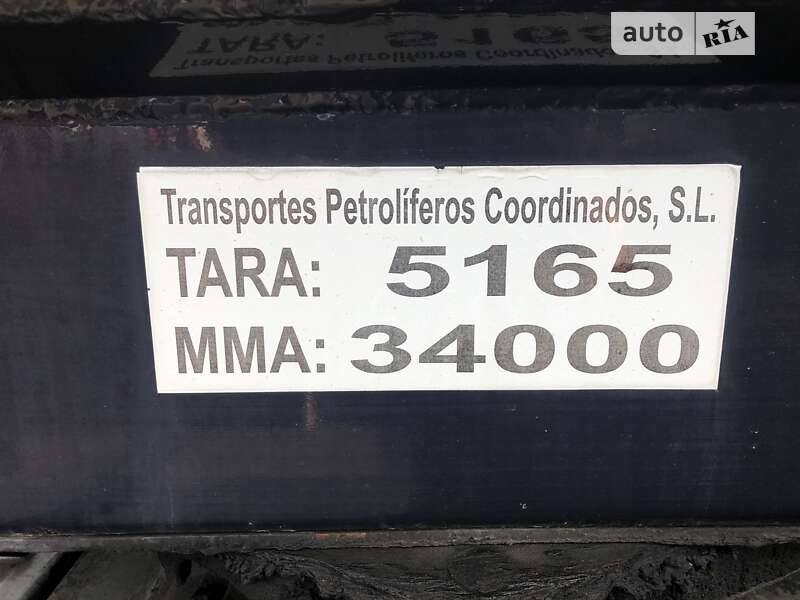 auto RIA
Transportes Petrolíferos Coordinados, S.L.
TARA: 5165
MMA: 34000